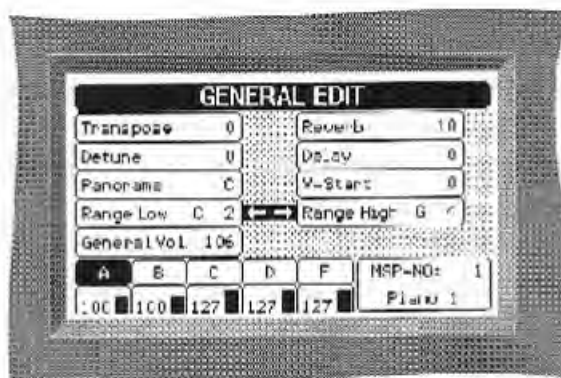 GENERAL EDIT
Transpose 0 Reverb 10
Detune 0 Delay 0
Panorama C V-Start 0
Range Low C 2 Range High G
General Vol 106
A B C D MSP-NO: 1
100 100 127 127 127 Piano 1